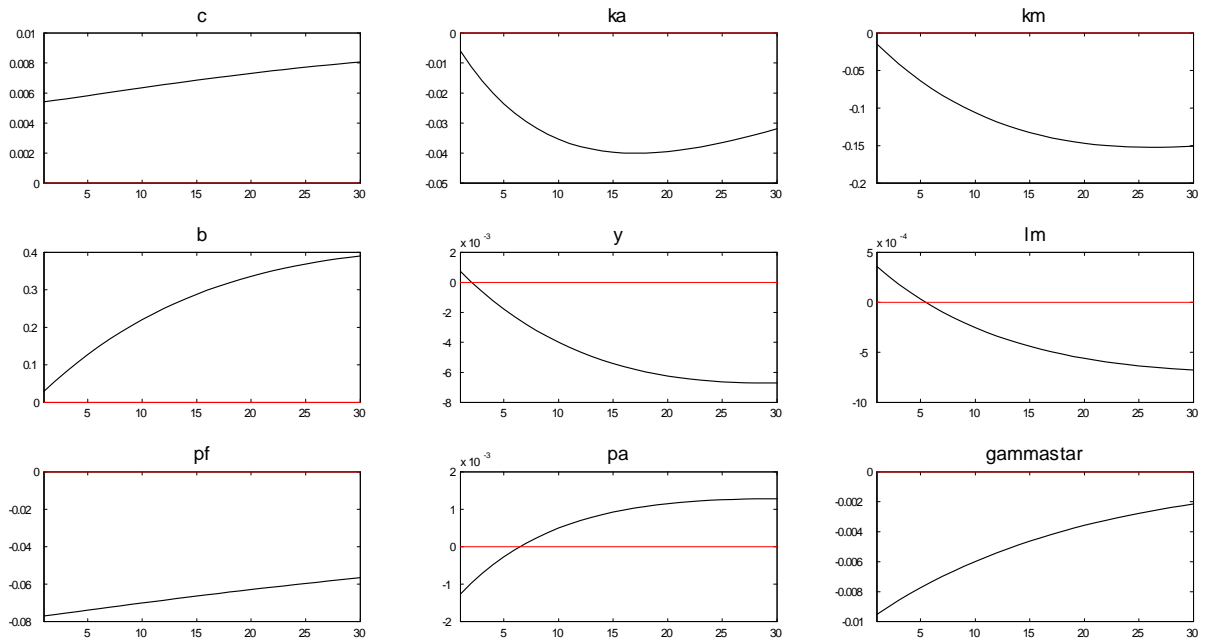 c
0.01
0.008
0.006
0.004
0.002
0
5 10 15 20 25 30
ka
0
-0.01
-0.02
-0.03
-0.04
-0.05
5 10 15 20 25 30
km
0
-0.05
-0.1
-0.15
-0.2
5 10 15 20 25 30
b
0.4
0.3
0.2
0.1
0
5 10 15 20 25 30
y
x 10 -3
2
0
-2
-4
-6
-8
5 10 15 20 25 30
lm
x 10 -4
5
0
-5
-10
5 10 15 20 25 30
pf
0
-0.02
-0.04
-0.06
-0.08
5 10 15 20 25 30
pa
x 10 -3
2
1
0
-1
-2
5 10 15 20 25 30
gammastar
0
-0.002
-0.004
-0.006
-0.008
-0.01
5 10 15 20 25 30